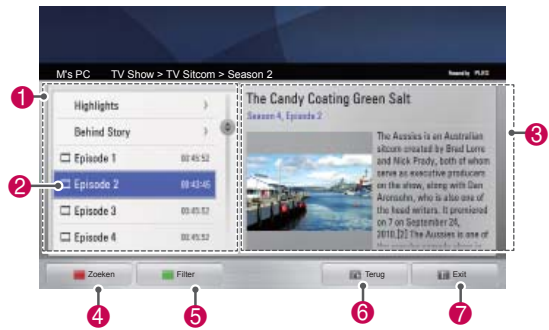 M's PC TV Show > TV Sitcom > Season 2
Powered by PLEX
1
Highlights
Behind Story
Episode 1 00:45:52
2
Episode 2 00:43:45
Episode 3 00:45:52
Episode 4 00:45:52
The Candy Coating Green Salt
Season 4, Episode 2
The Aussies is an Australian
sitcom created by Brad Lorre
and Nick Prady, both of whom
serve as executive producers
on the show, along with Dan
Aronsohn, who is also one of
the head writers. It premiered
on 7 on September 24,
2010.[2] The Aussies is one of
3
Zoeken
Filter
Terug
Exit
4
5
6
7